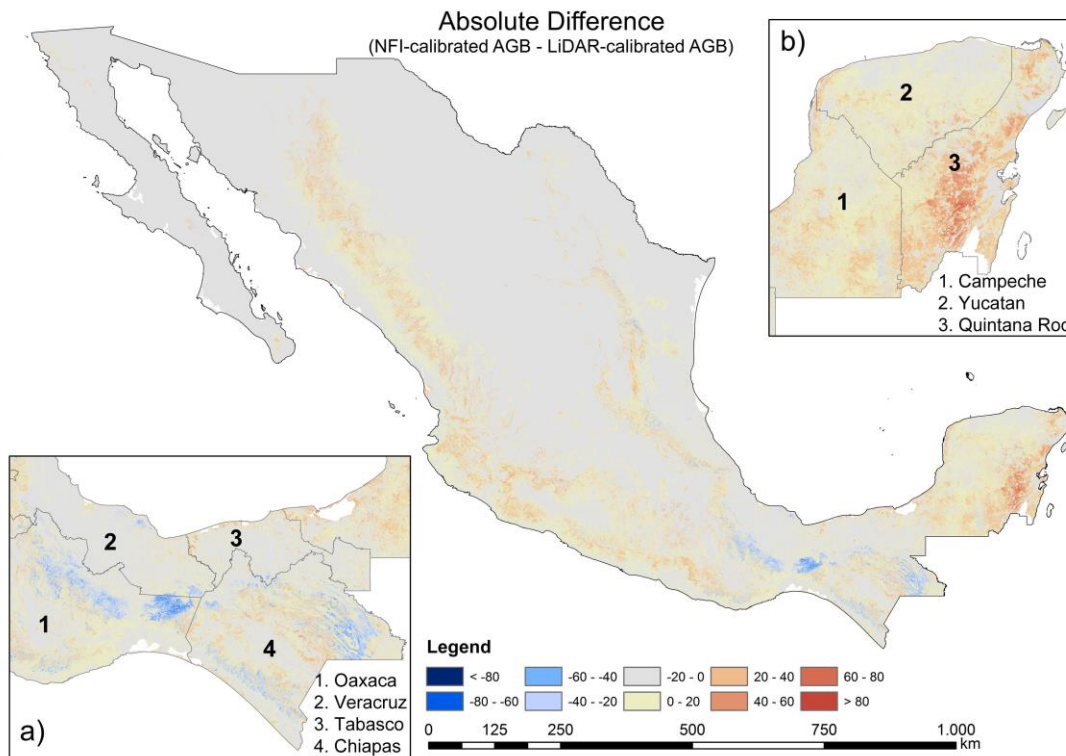 Absolute Difference
(NFI-calibrated AGB - LiDAR-calibrated AGB)
b)
2
3
1
1. Campeche
2. Yucatan
3. Quintana Roo
2
3
1
4
1. Oaxaca
2. Veracruz
3. Tabasco
4. Chiapas
a)
Legend
< -80
-60 - -40
-20 - 0
20 - 40
60 - 80
-80 - -60
-40 - -20
0 - 20
40 - 60
> 80
0 250 500 750 1.000
km